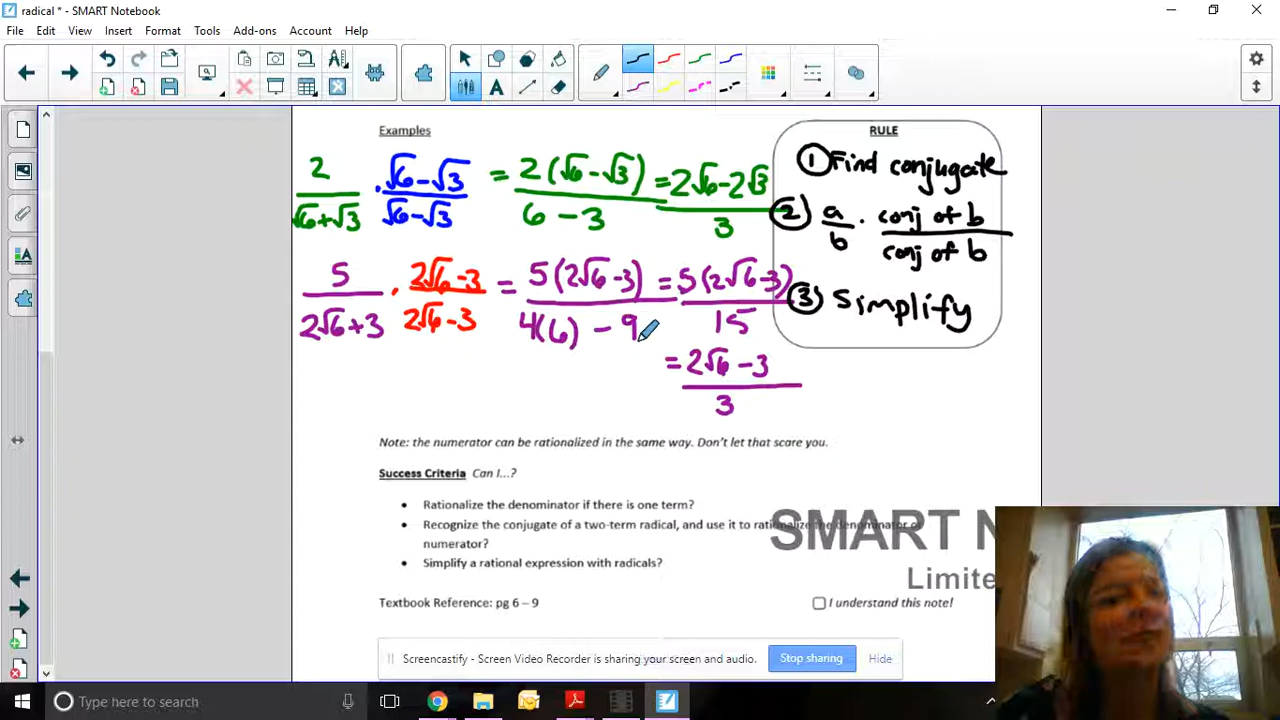 radical * - SMART Notebook
File Edit View Insert Format Tools Add-ons Account Help
Examples
RULE
2/(√6+√3) · (√6-√3)/(√6-√3) = 2(√6-√3)/(6-3) = (2√6-2√3)/3
① Find conjugate
② a/b · conj of b/conj of b
③ Simplify
5/(2√6+3) · (2√6-3)/(2√6-3) = 5(2√6-3)/(4(6)-9) = 5(2√6-3)/15
= (2√6-3)/3
Note: the numerator can be rationalized in the same way. Don't let that scare you.
Success Criteria Can I...?
• Rationalize the denominator if there is one term?
• Recognize the conjugate of a two-term radical, and use it to rationalize the denominator or
numerator?
• Simplify a rational expression with radicals?
SMART N
Limite
Textbook Reference: pg 6 – 9
I understand this note!
Screencastify - Screen Video Recorder is sharing your screen and audio.
Stop sharing
Hide
Type here to search